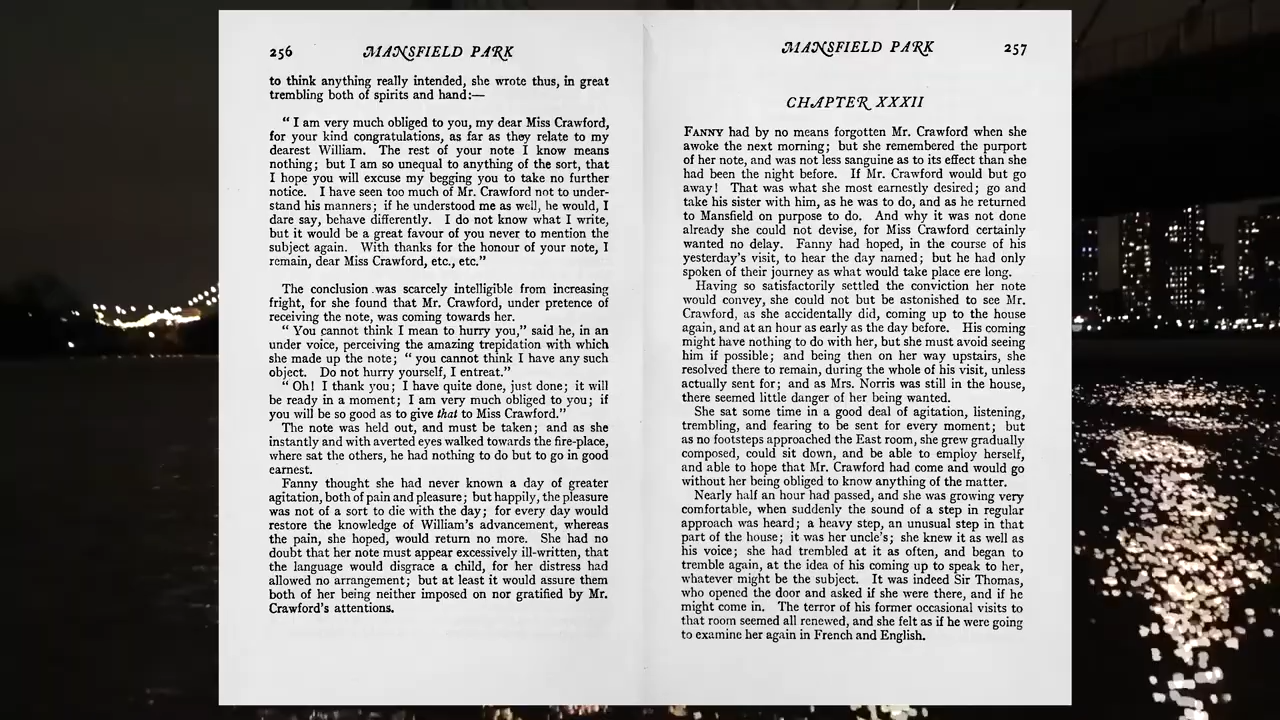 256 MANSFIELD PARK
to think anything really intended, she wrote thus, in great
trembling both of spirits and hand:—
“ I am very much obliged to you, my dear Miss Crawford,
for your kind congratulations, as far as they relate to my
dearest William. The rest of your note I know means
nothing; but I am so unequal to anything of the sort, that
I hope you will excuse my begging you to take no further
notice. I have seen too much of Mr. Crawford not to under-
stand his manners; if he understood me as well, he would, I
dare say, behave differently. I do not know what I write,
but it would be a great favour of you never to mention the
subject again. With thanks for the honour of your note, I
remain, dear Miss Crawford, etc., etc.”
The conclusion was scarcely intelligible from increasing
fright, for she found that Mr. Crawford, under pretence of
receiving the note, was coming towards her.
“ You cannot think I mean to hurry you,” said he, in an
under voice, perceiving the amazing trepidation with which
she made up the note; “ you cannot think I have any such
object. Do not hurry yourself, I entreat.”
“ Oh! I thank you; I have quite done, just done; it will
be ready in a moment; I am very much obliged to you; if
you will be so good as to give that to Miss Crawford.”
The note was held out, and must be taken; and as she
instantly and with averted eyes walked towards the fire-place,
where sat the others, he had nothing to do but to go in good
earnest.
Fanny thought she had never known a day of greater
agitation, both of pain and pleasure; but happily, the pleasure
was not of a sort to die with the day; for every day would
restore the knowledge of William’s advancement, whereas
the pain, she hoped, would return no more. She had no
doubt that her note must appear excessively ill-written, that
the language would disgrace a child, for her distress had
allowed no arrangement; but at least it would assure them
both of her being neither imposed on nor gratified by Mr.
Crawford’s attentions.
MANSFIELD PARK 257
CHAPTER XXXII
FANNY had by no means forgotten Mr. Crawford when she
awoke the next morning; but she remembered the purport
of her note, and was not less sanguine as to its effect than she
had been the night before. If Mr. Crawford would but go
away! That was what she most earnestly desired; go and
take his sister with him, as he was to do, and as he returned
to Mansfield on purpose to do. And why it was not done
already she could not devise, for Miss Crawford certainly
wanted no delay. Fanny had hoped, in the course of his
yesterday’s visit, to hear the day named; but he had only
spoken of their journey as what would take place ere long.
Having so satisfactorily settled the conviction her note
would convey, she could not but be astonished to see Mr.
Crawford, as she accidentally did, coming up to the house
again, and at an hour as early as the day before. His coming
might have nothing to do with her, but she must avoid seeing
him if possible; and being then on her way upstairs, she
resolved there to remain, during the whole of his visit, unless
actually sent for; and as Mrs. Norris was still in the house,
there seemed little danger of her being wanted.
She sat some time in a good deal of agitation, listening,
trembling, and fearing to be sent for every moment; but
as no footsteps approached the East room, she grew gradually
composed, could sit down, and be able to employ herself,
and able to hope that Mr. Crawford had come and would go
without her being obliged to know anything of the matter.
Nearly half an hour had passed, and she was growing very
comfortable, when suddenly the sound of a step in regular
approach was heard; a heavy step, an unusual step in that
part of the house; it was her uncle’s; she knew it as well as
his voice; she had trembled at it as often, and began to
tremble again, at the idea of his coming up to speak to her,
whatever might be the subject. It was indeed Sir Thomas,
who opened the door and asked if she were there, and if he
might come in. The terror of his former occasional visits to
that room seemed all renewed, and she felt as if he were going
to examine her again in French and English.